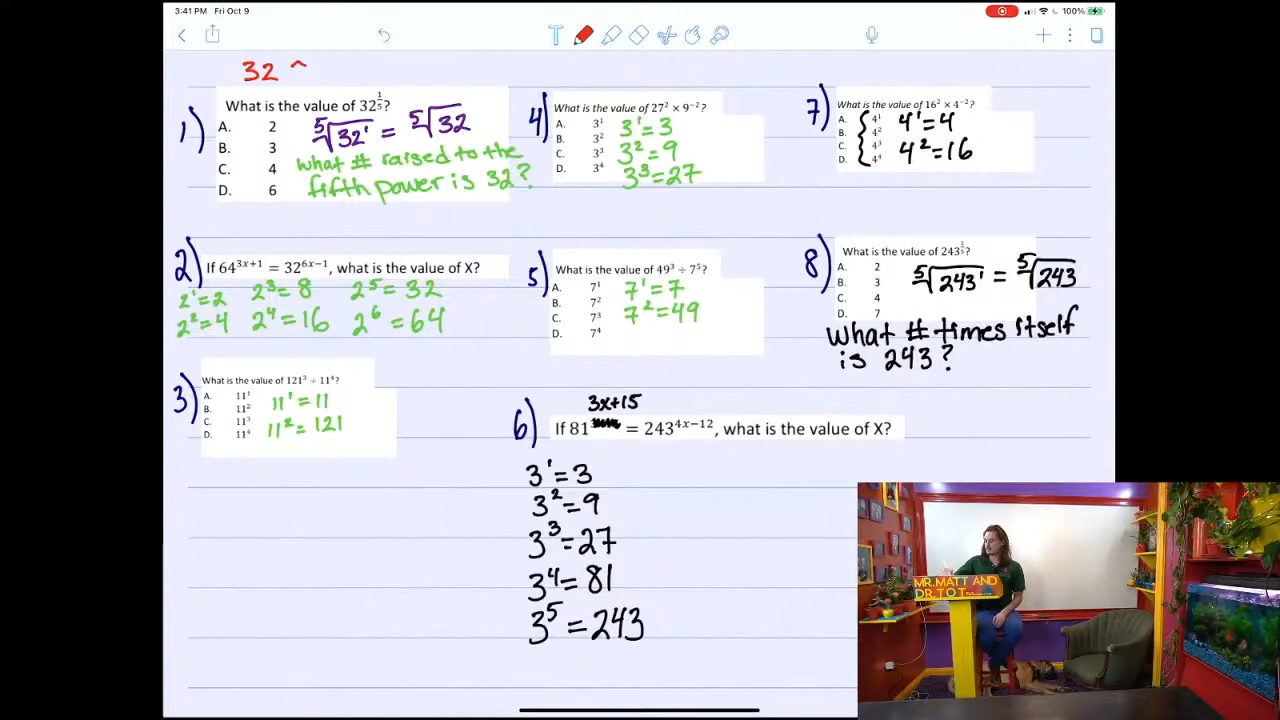 3:41 PM Fri Oct 9
100%
T
32 ^
1) What is the value of 32^(1/5)?
A. 2
B. 3
C. 4
D. 6
⁵√32¹ = ⁵√32
What # raised to the
fifth power is 32?
2) If 64^(3x+1) = 32^(6x−1), what is the value of X?
2¹=2 2³=8 2⁵=32
2²=4 2⁴=16 2⁶=64
3) What is the value of 121³ ÷ 11⁴?
A. 11¹
B. 11²
C. 11³
D. 11⁴
11¹=11
11²=121
4) What is the value of 27² × 9⁻²?
A. 3¹
B. 3²
C. 3³
D. 3⁴
3¹=3
3²=9
3³=27
5) What is the value of 49³ ÷ 7⁵?
A. 7¹
B. 7²
C. 7³
D. 7⁴
7¹=7
7²=49
3x+15
6) If 81 = 243^(4x−12), what is the value of X?
3¹=3
3²=9
3³=27
3⁴=81
3⁵=243
7) What is the value of 16² × 4⁻²?
A. 4¹
B. 4²
C. 4³
D. 4⁴
4¹=4
4²=16
8) What is the value of 243^(1/5)?
A. 2
B. 3
C. 4
D. 7
⁵√243¹ = ⁵√243
What # times itself
is 243?
MR.MATT AND
DR.TOT